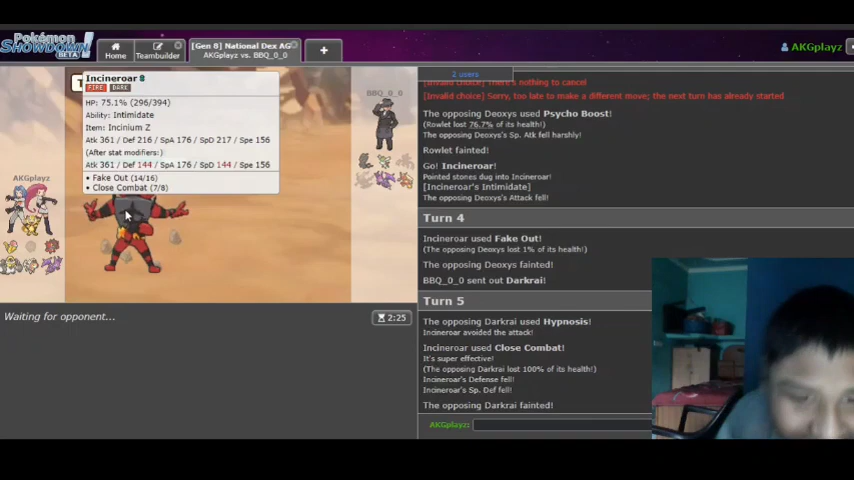 Pokémon
SHOWDOWN!
BETA!
Home
Teambuilder
[Gen 8] National Dex AG
AKGplayz vs. BBQ_0_0
+
AKGplayz
2 users
Incineroar
FIRE DARK
HP: 75.1% (296/394)
Ability: Intimidate
Item: Incinium Z
Atk 361 / Def 216 / SpA 176 / SpD 217 / Spe 156
(After stat modifiers:)
Atk 361 / Def 144 / SpA 176 / SpD 144 / Spe 156
• Fake Out (14/16)
• Close Combat (7/8)
BBQ_0_0
AKGplayz
Waiting for opponent...
2:25
[Invalid choice] There's nothing to cancel
[Invalid choice] Sorry, too late to make a different move; the next turn has already started
The opposing Deoxys used Psycho Boost!
(Rowlet lost 76.7% of its health!)
The opposing Deoxys's Sp. Atk fell harshly!
Rowlet fainted!
Go! Incineroar!
Pointed stones dug into Incineroar!
[Incineroar's Intimidate]
The opposing Deoxys's Attack fell!
Turn 4
Incineroar used Fake Out!
(The opposing Deoxys lost 1% of its health!)
The opposing Deoxys fainted!
BBQ_0_0 sent out Darkrai!
Turn 5
The opposing Darkrai used Hypnosis!
Incineroar avoided the attack!
Incineroar used Close Combat!
It's super effective!
(The opposing Darkrai lost 100% of its health!)
Incineroar's Defense fell!
Incineroar's Sp. Def fell!
The opposing Darkrai fainted!
AKGplayz: